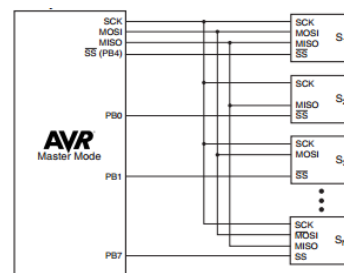 SCK
MOSI
MISO
SS (PB4)
AVR
Master Mode
PB0
PB1
PB7
SCK
MOSI
MISO
SS
S
SCK
MISO
SS
S
SCK
MOSI
SS
S
SCK
MOSI
MISO
SS
S